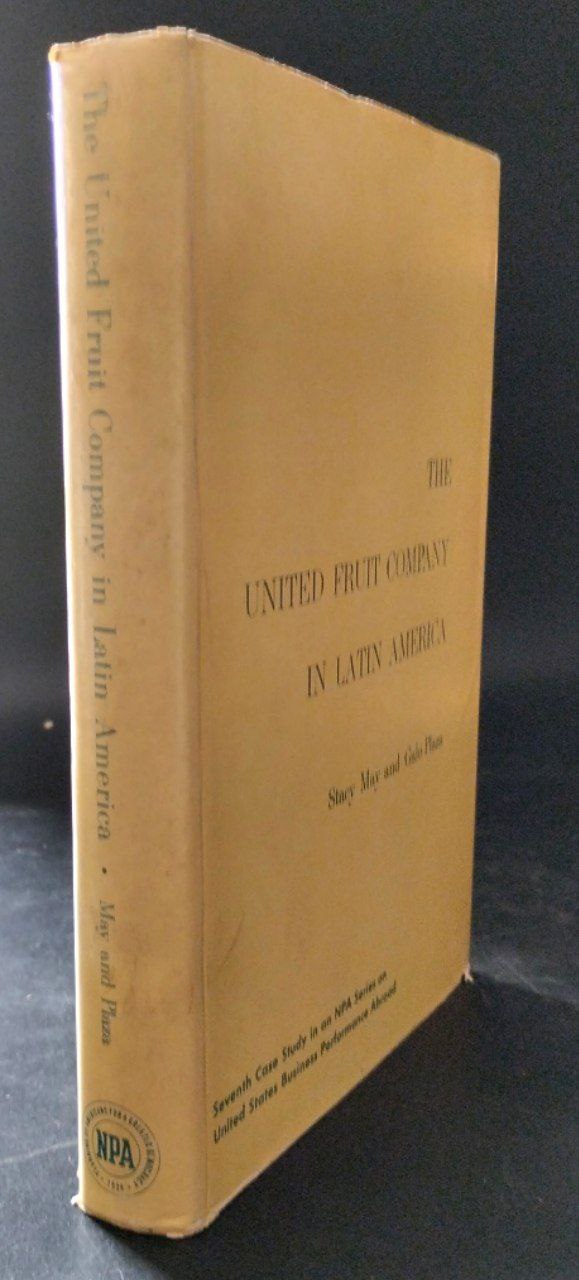 The United Fruit Company in Latin America • May and Plaza
NPA
1934
THE
UNITED FRUIT COMPANY
IN LATIN AMERICA
Stacy May and Galo Plaza
Seventh Case Study in an NPA Series on
United States Business Performance Abroad